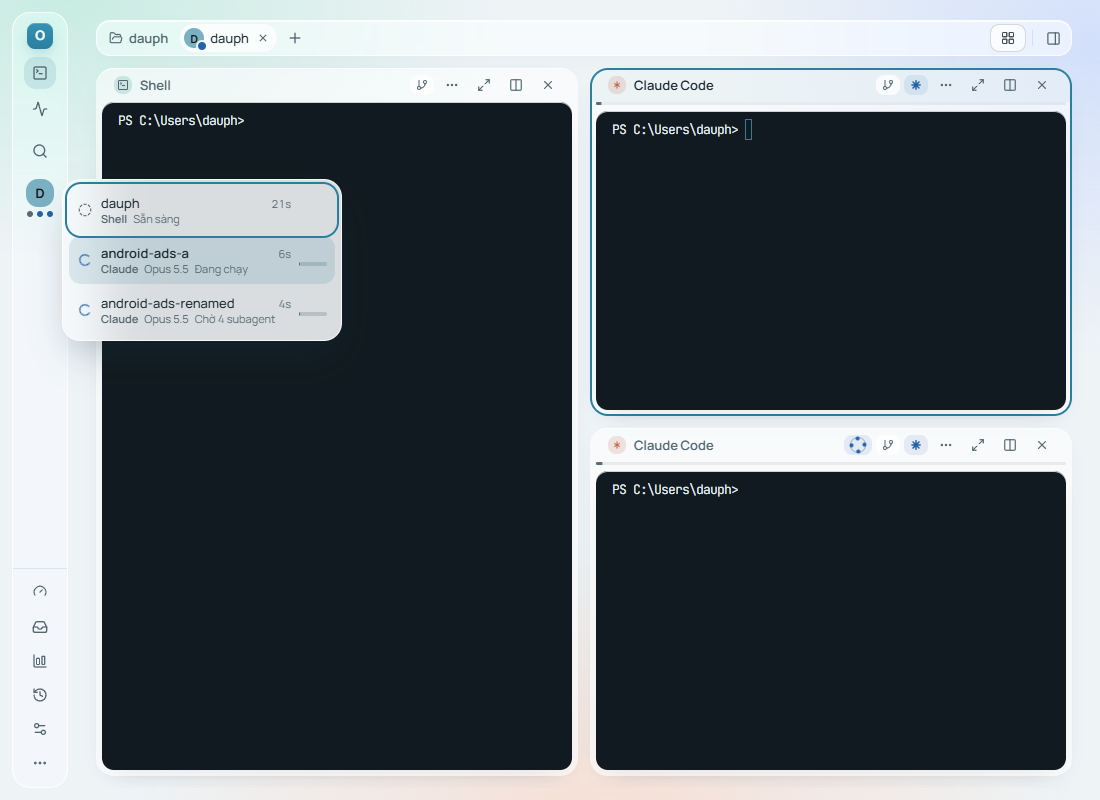 O
dauph
D dauph
Shell
PS C:\Users\dauph>
Claude Code
PS C:\Users\dauph>
D
dauph 21s
Shell Sẵn sàng
android-ads-a 6s
Claude Opus 5.5 Đang chạy
android-ads-renamed 4s
Claude Opus 5.5 Chờ 4 subagent
Claude Code
PS C:\Users\dauph>